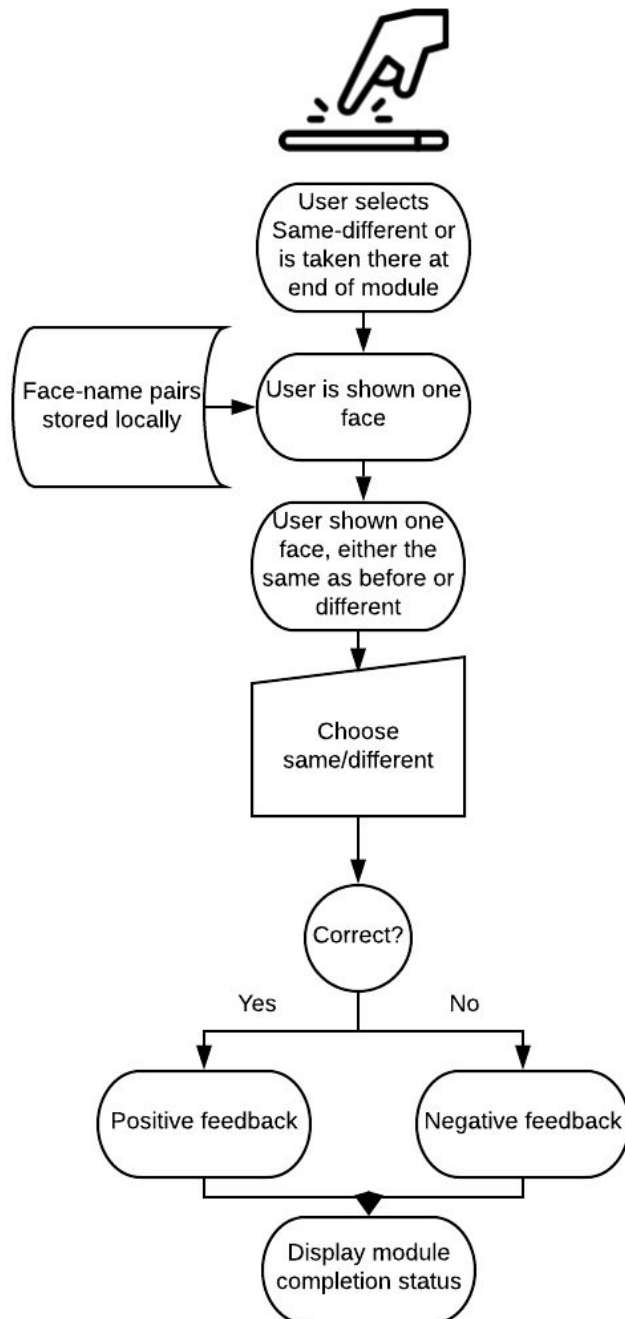 User selects
Same-different or
is taken there at
end of module
Face-name pairs
stored locally
User is shown one
face
User shown one
face, either the
same as before or
different
Choose
same/different
Correct?
Yes
No
Positive feedback
Negative feedback
Display module
completion status